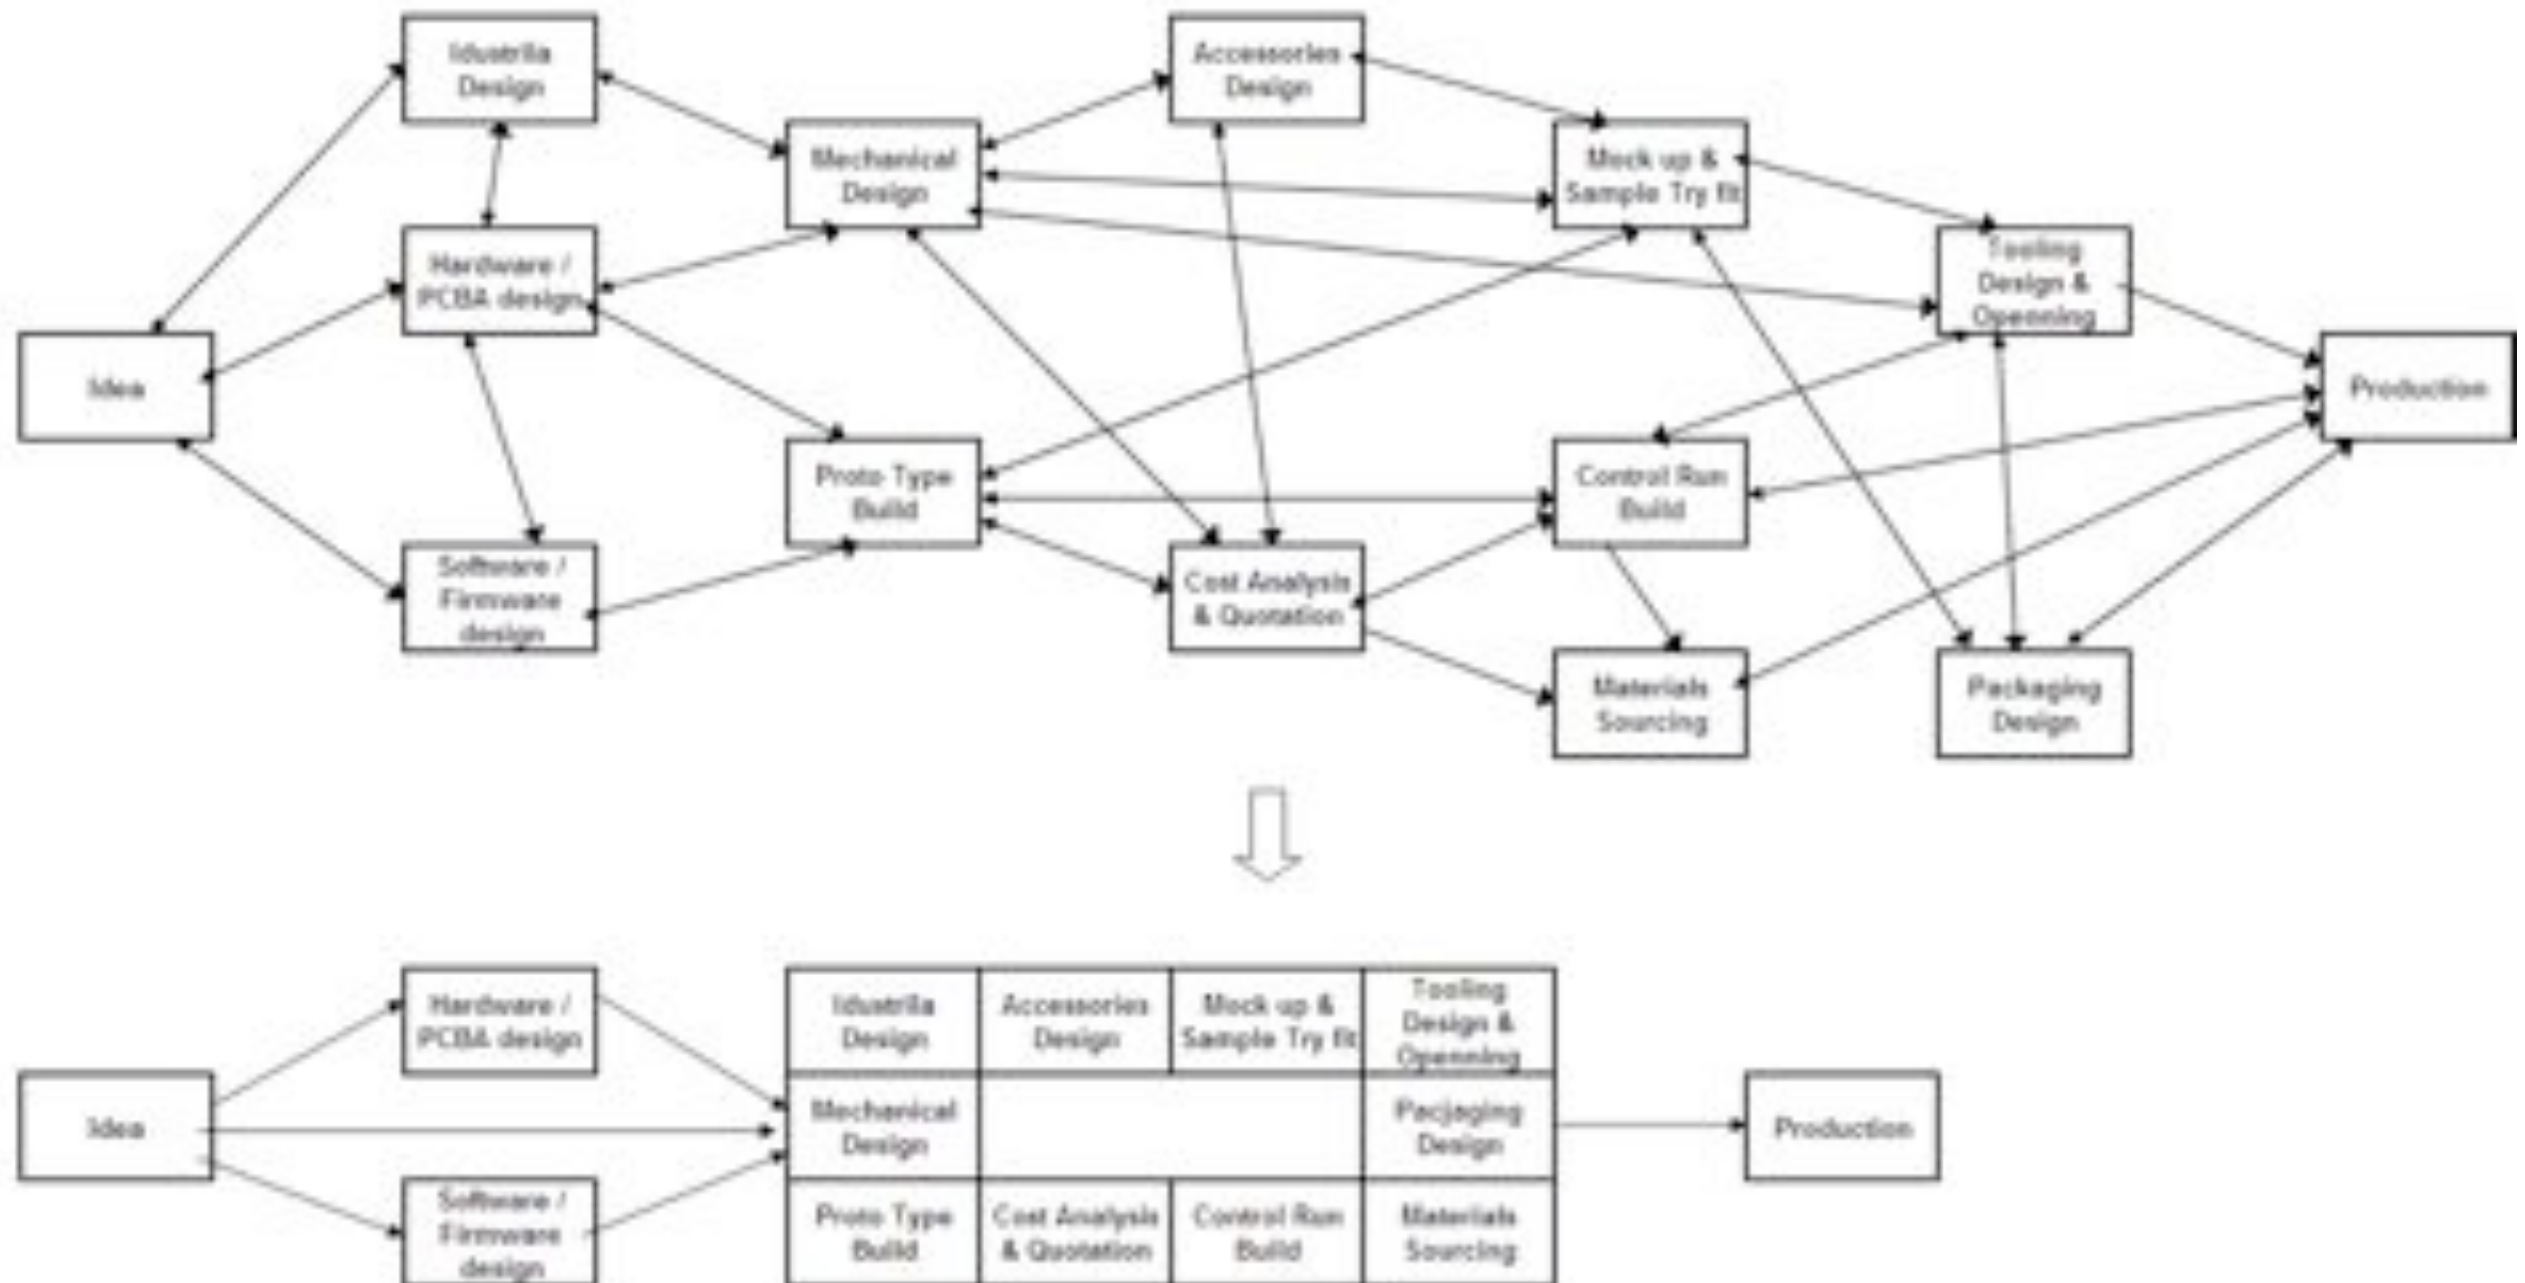 Idustrila
Design
Accessories
Design
Mechanical
Design
Mock up &
Sample Try fit
Hardware /
PCBA design
Tooling
Design &
Openning
Idea
Production
Proto Type
Build
Control Run
Build
Software /
Firmware
design
Cost Analysis
& Quotation
Materials
Sourcing
Packaging
Design
Hardware /
PCBA design
Idustrila
Design
Accessories
Design
Mock up &
Sample Try fit
Tooling
Design &
Openning
Idea
Mechanical
Design
Pacjaging
Design
Production
Software /
Firmware
design
Proto Type
Build
Cost Analysis
& Quotation
Control Run
Build
Materials
Sourcing